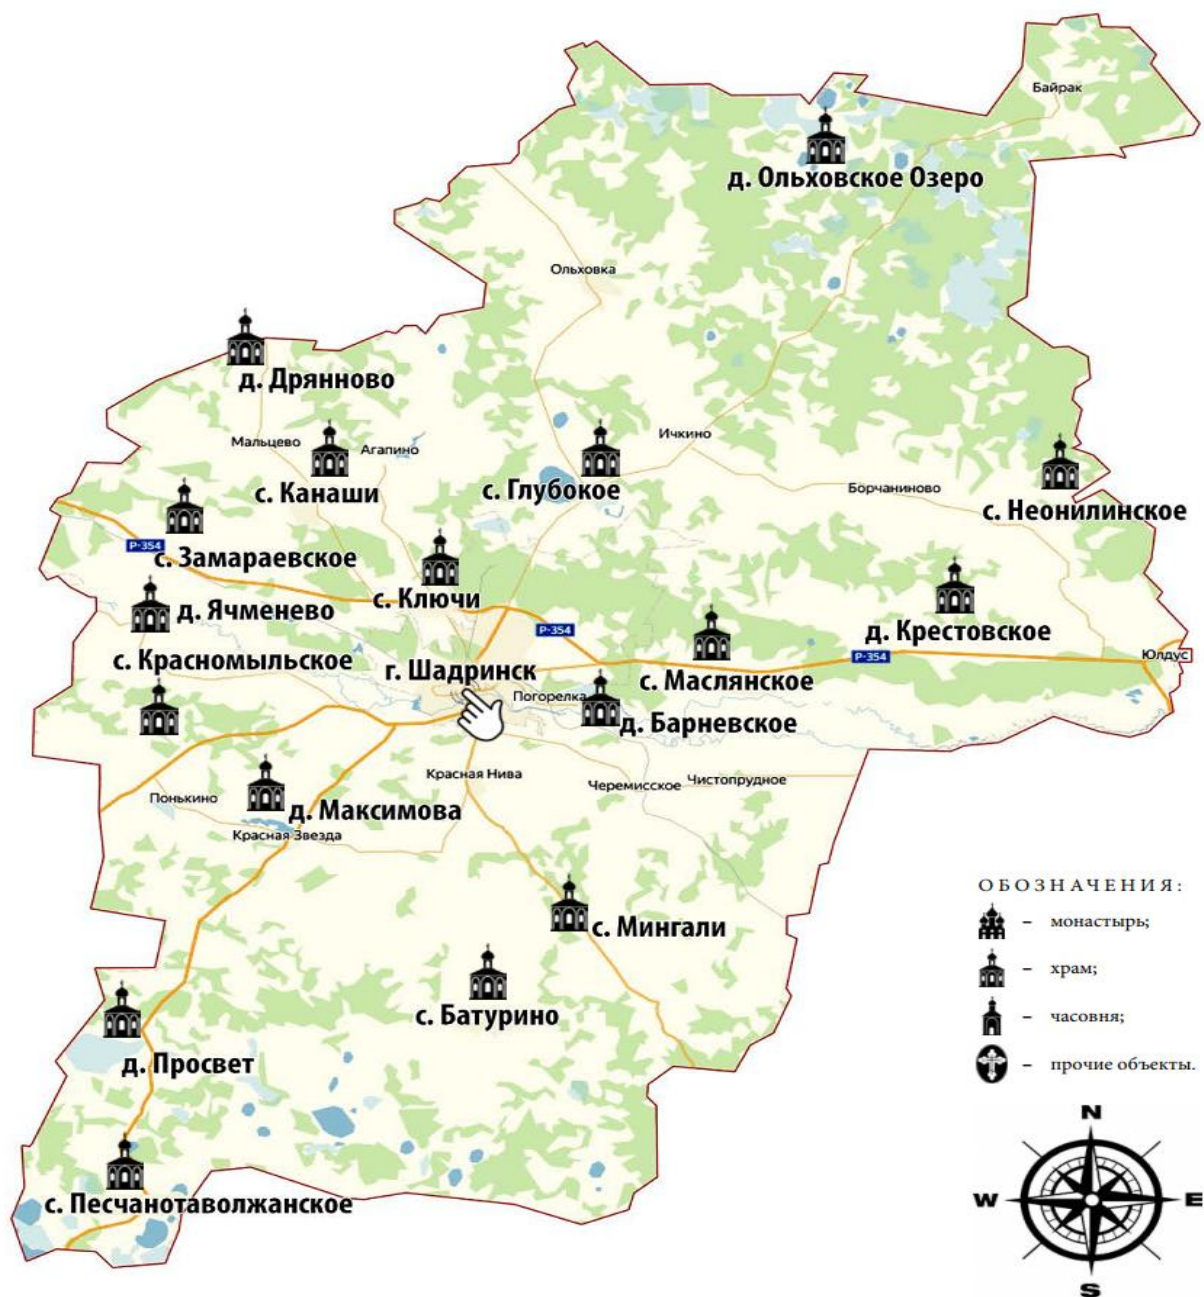 Байрак
д. Ольховское Озеро
Ольховка
д. Дрянново
Мальцево
Агапино
Ичкино
с. Канаши
с. Глубокое
Борчаниново
с. Неонилинское
Р-354
с. Замараевское
с. Ключи
д. Ячменево
Р-354
д. Крестовское
с. Красномыльское
г. Шадринск
Р-354
Юлдус
с. Маслянское
Погорелка
д. Барневское
Красная Нива
Черемисское
Чистопрудное
Понькино
д. Максимова
Красная Звезда
с. Мингали
с. Батурино
д. Просвет
с. Песчанотаволжанское
ОБОЗНАЧЕНИЯ:
– монастырь;
– храм;
– часовня;
– прочие объекты.
N
W
E
S